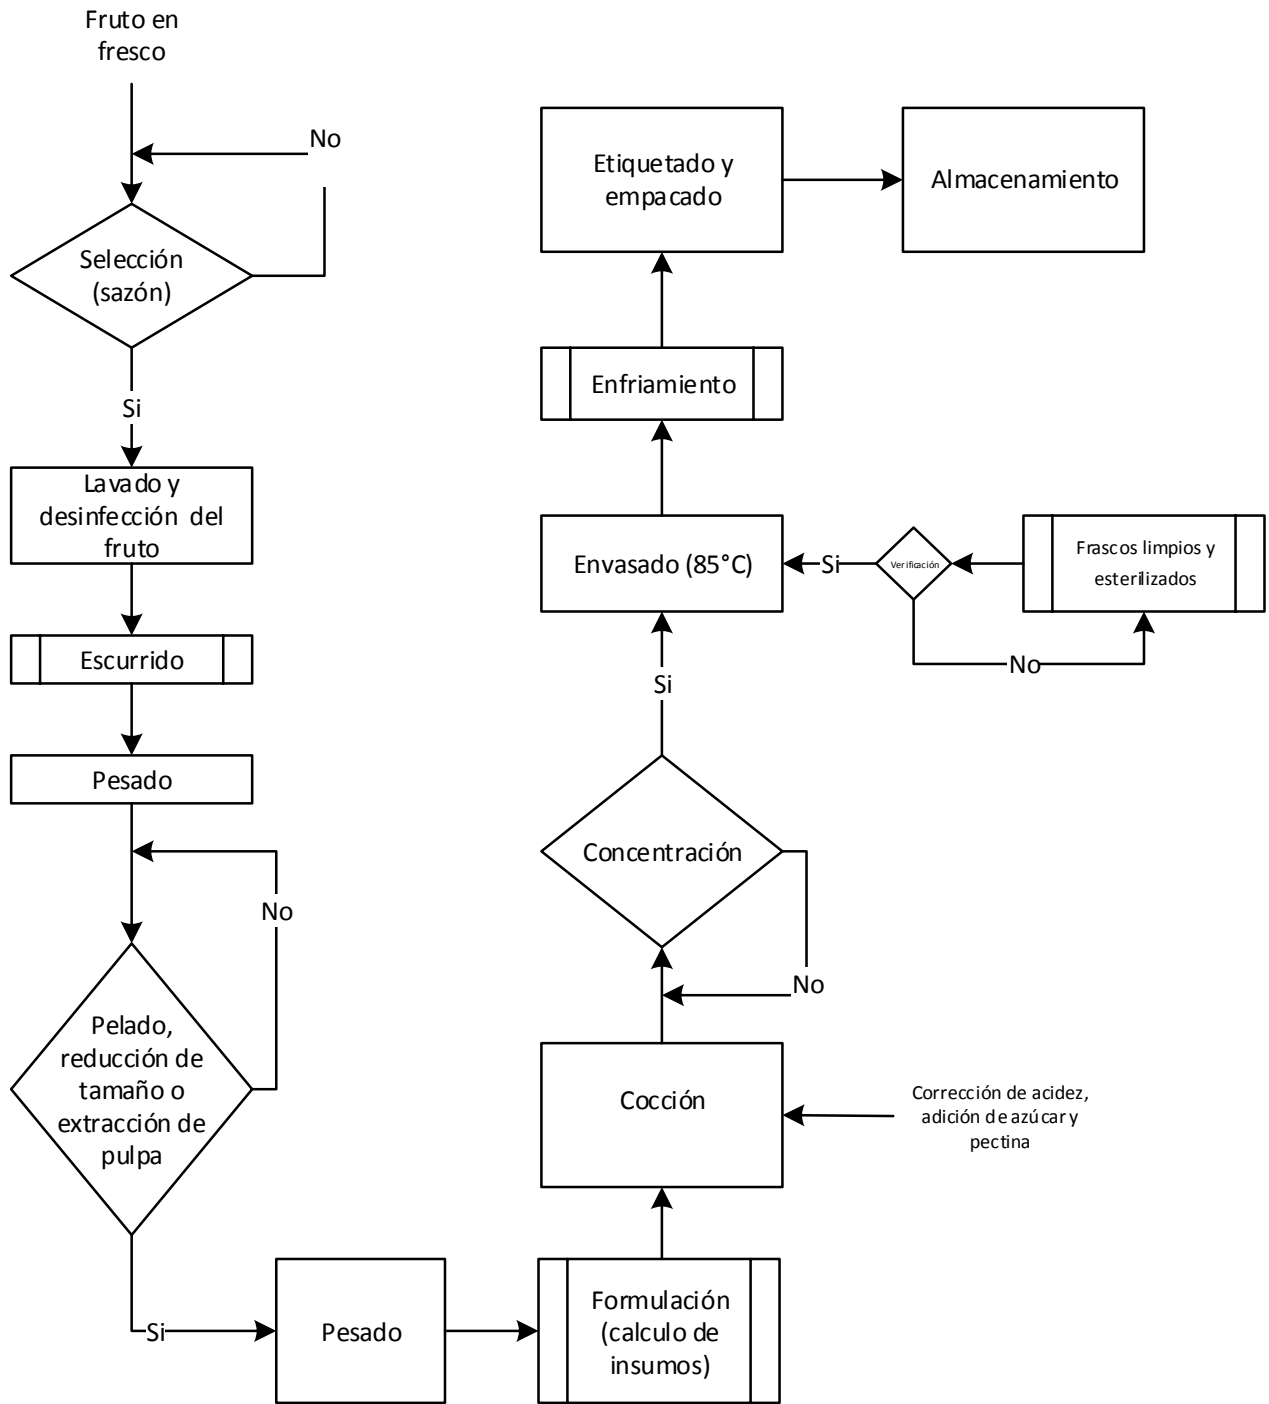 Fruto en
fresco
No
Selección
(sazón)
Si
Lavado y
desinfección del
fruto
Escurrido
Pesado
No
Pelado,
reducción de
tamaño o
extracción de
pulpa
Si
Pesado
Formulación
(calculo de
insumos)
Cocción
Corrección de acidez,
adición de azúcar y
pectina
No
Concentración
Si
Envasado (85°C)
Si
Verificación
Frascos limpios y
esterilizados
No
Enfriamiento
Etiquetado y
empacado
Almacenamiento